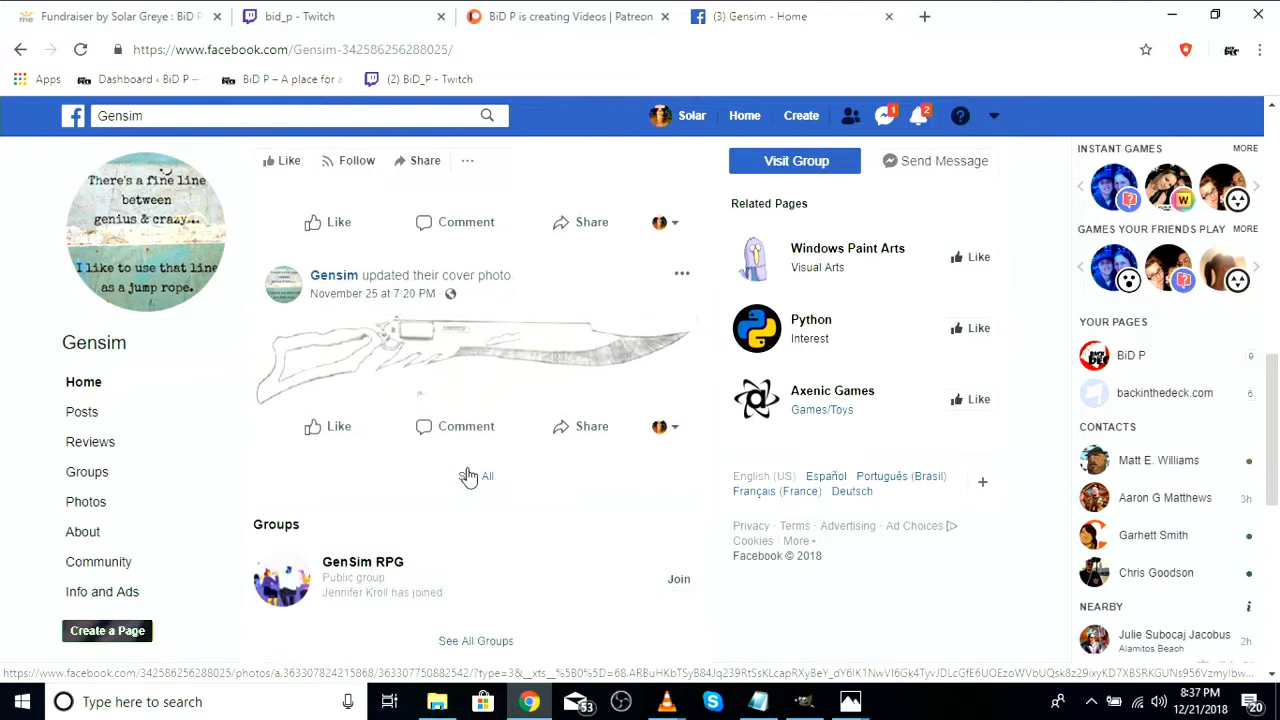 Fundraiser by Solar Greye : BiD P
bid_p - Twitch
BiD P is creating Videos | Patreon
(3) Gensim - Home
https://www.facebook.com/Gensim-342586256288025/
Apps
Dashboard ‹ BiD P —
BiD P – A place for a
(2) BiD_P - Twitch
Gensim
Solar
Home
Create
1
2
There's a fine line
between
genius & crazy...
I like to use that line
as a jump rope.
Gensim
Home
Posts
Reviews
Groups
Photos
About
Community
Info and Ads
Create a Page
Like
Follow
Share
Like
Comment
Share
Gensim updated their cover photo.
November 25 at 7:20 PM
Like
Comment
Share
All
Groups
GenSim RPG
Public group
Jennifer Kroll has joined
Join
See All Groups
Visit Group
Send Message
Related Pages
Windows Paint Arts
Visual Arts
Like
Python
Interest
Like
Axenic Games
Games/Toys
Like
English (US) · Español · Português (Brasil) ·
Français (France) · Deutsch
Privacy · Terms · Advertising · Ad Choices
Cookies · More
Facebook © 2018
INSTANT GAMES
MORE
GAMES YOUR FRIENDS PLAY
MORE
YOUR PAGES
BiD P
9
backinthedeck.com
6
CONTACTS
Matt E. Williams
Aaron G Matthews
3h
Garhett Smith
Chris Goodson
NEARBY
Julie Subocaj Jacobus
2h
Alamitos Beach
Type here to search
53
8:37 PM
12/21/2018
20